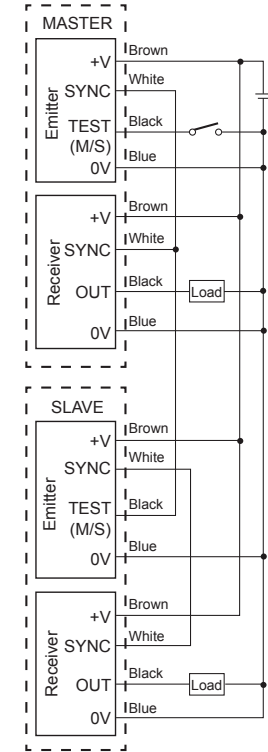 MASTER
Emitter
+V Brown
SYNC White
TEST Black
(M/S)
0V Blue
Receiver
+V Brown
SYNC White
OUT Black Load
0V Blue
SLAVE
Emitter
+V Brown
SYNC White
TEST Black
(M/S)
0V Blue
Receiver
+V Brown
SYNC White
OUT Black Load
0V Blue